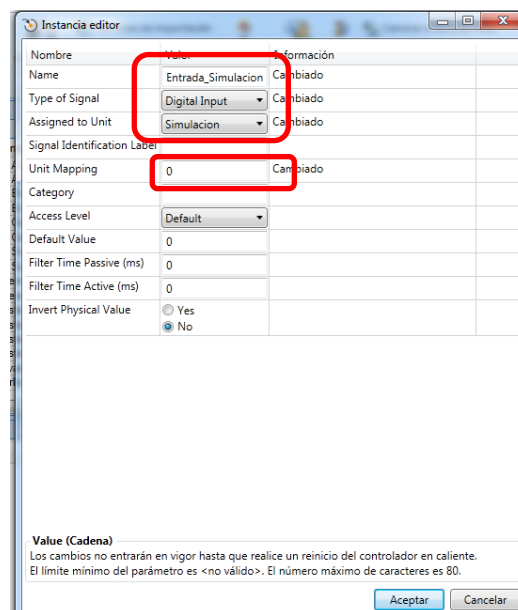 Instancia editor
Nombre Valor Información
Name Entrada_Simulacion Cambiado
Type of Signal Digital Input Cambiado
Assigned to Unit Simulacion Cambiado
Signal Identification Label
Unit Mapping 0 Cambiado
Category
Access Level Default
Default Value 0
Filter Time Passive (ms) 0
Filter Time Active (ms) 0
Invert Physical Value Yes
No
Value (Cadena)
Los cambios no entrarán en vigor hasta que realice un reinicio del controlador en caliente.
El límite mínimo del parámetro es <no válido>. El número máximo de caracteres es 80.
Aceptar Cancelar